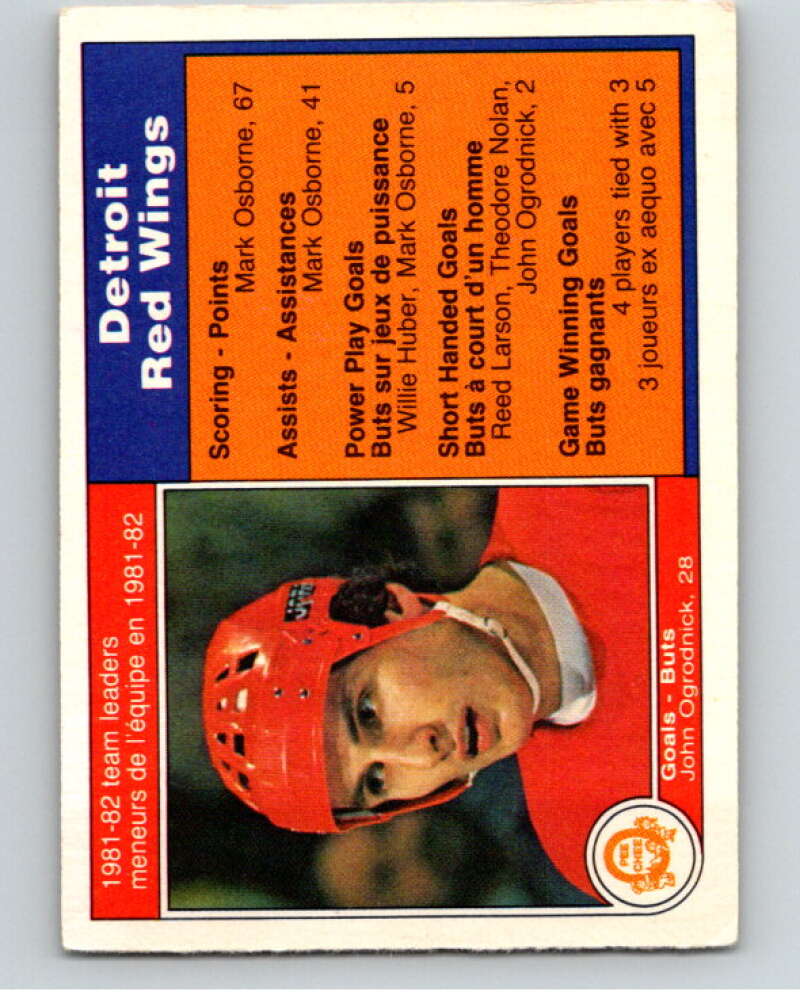 1981-82 team leaders
meneurs de l'équipe en 1981-82
Detroit
Red Wings
Scoring - Points
Mark Osborne, 67
Assists - Assistances
Mark Osborne, 41
Power Play Goals
Buts sur jeux de puissance
Willie Huber, Mark Osborne, 5
Short Handed Goals
Buts à court d'un homme
Reed Larson, Theodore Nolan,
John Ogrodnick, 2
Game Winning Goals
Buts gagnants
4 players tied with 3
3 joueurs ex aequo avec 5
Goals - Buts
John Ogrodnick, 28
PEE
CHEE